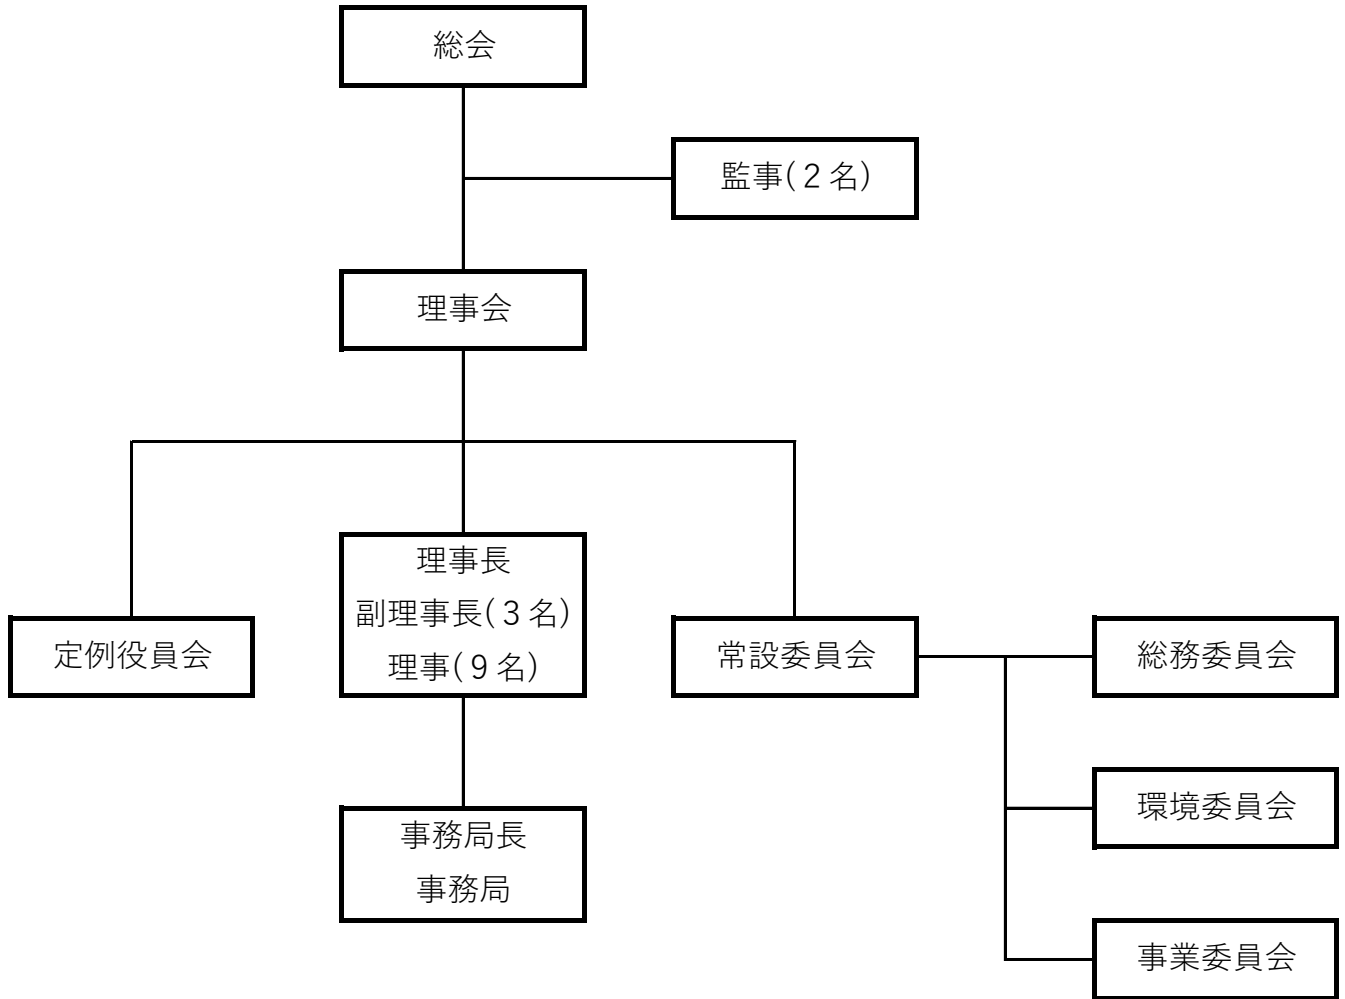 総会
監事(２名)
理事会
理事長
副理事長(３名)
理事(９名)
定例役員会
常設委員会
総務委員会
環境委員会
事務局長
事務局
事業委員会